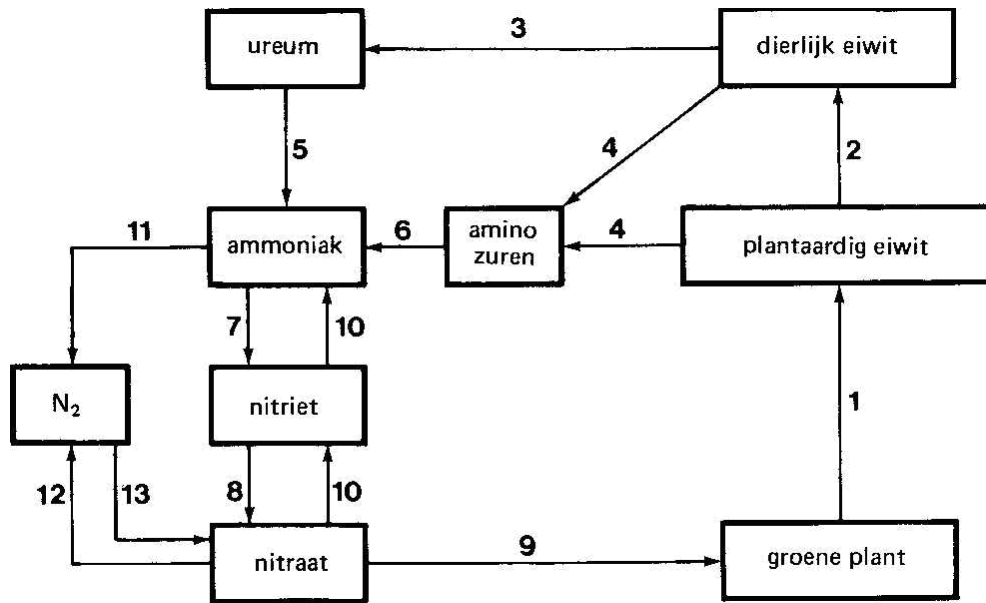 ureum
3
dierlijk eiwit
5
4
2
11
ammoniak
6
amino
zuren
4
plantaardig eiwit
7
10
N₂
nitriet
1
12
13
8
10
nitraat
9
groene plant